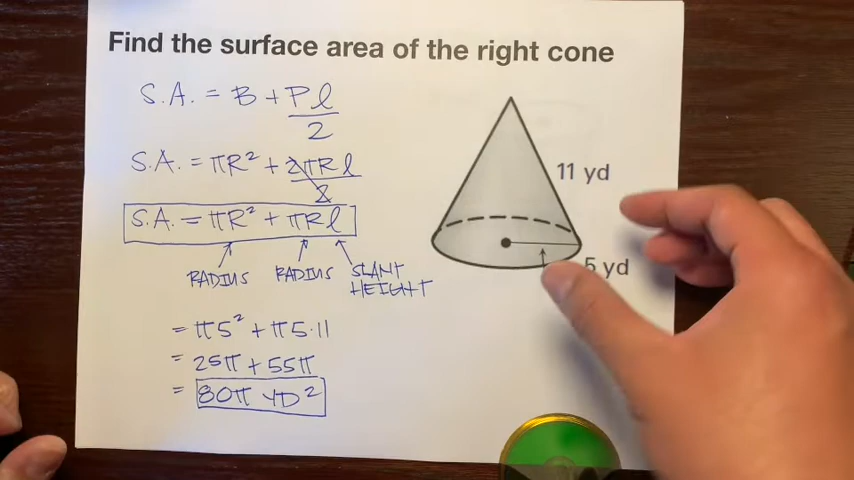 Find the surface area of the right cone
S.A. = B + Pl/2
S.A. = πR² + 2πRl/2
S.A. = πR² + πRl
RADIUS RADIUS SLANT HEIGHT
= π5² + π5·11
= 25π + 55π
= 80π YD²
11 yd
5 yd